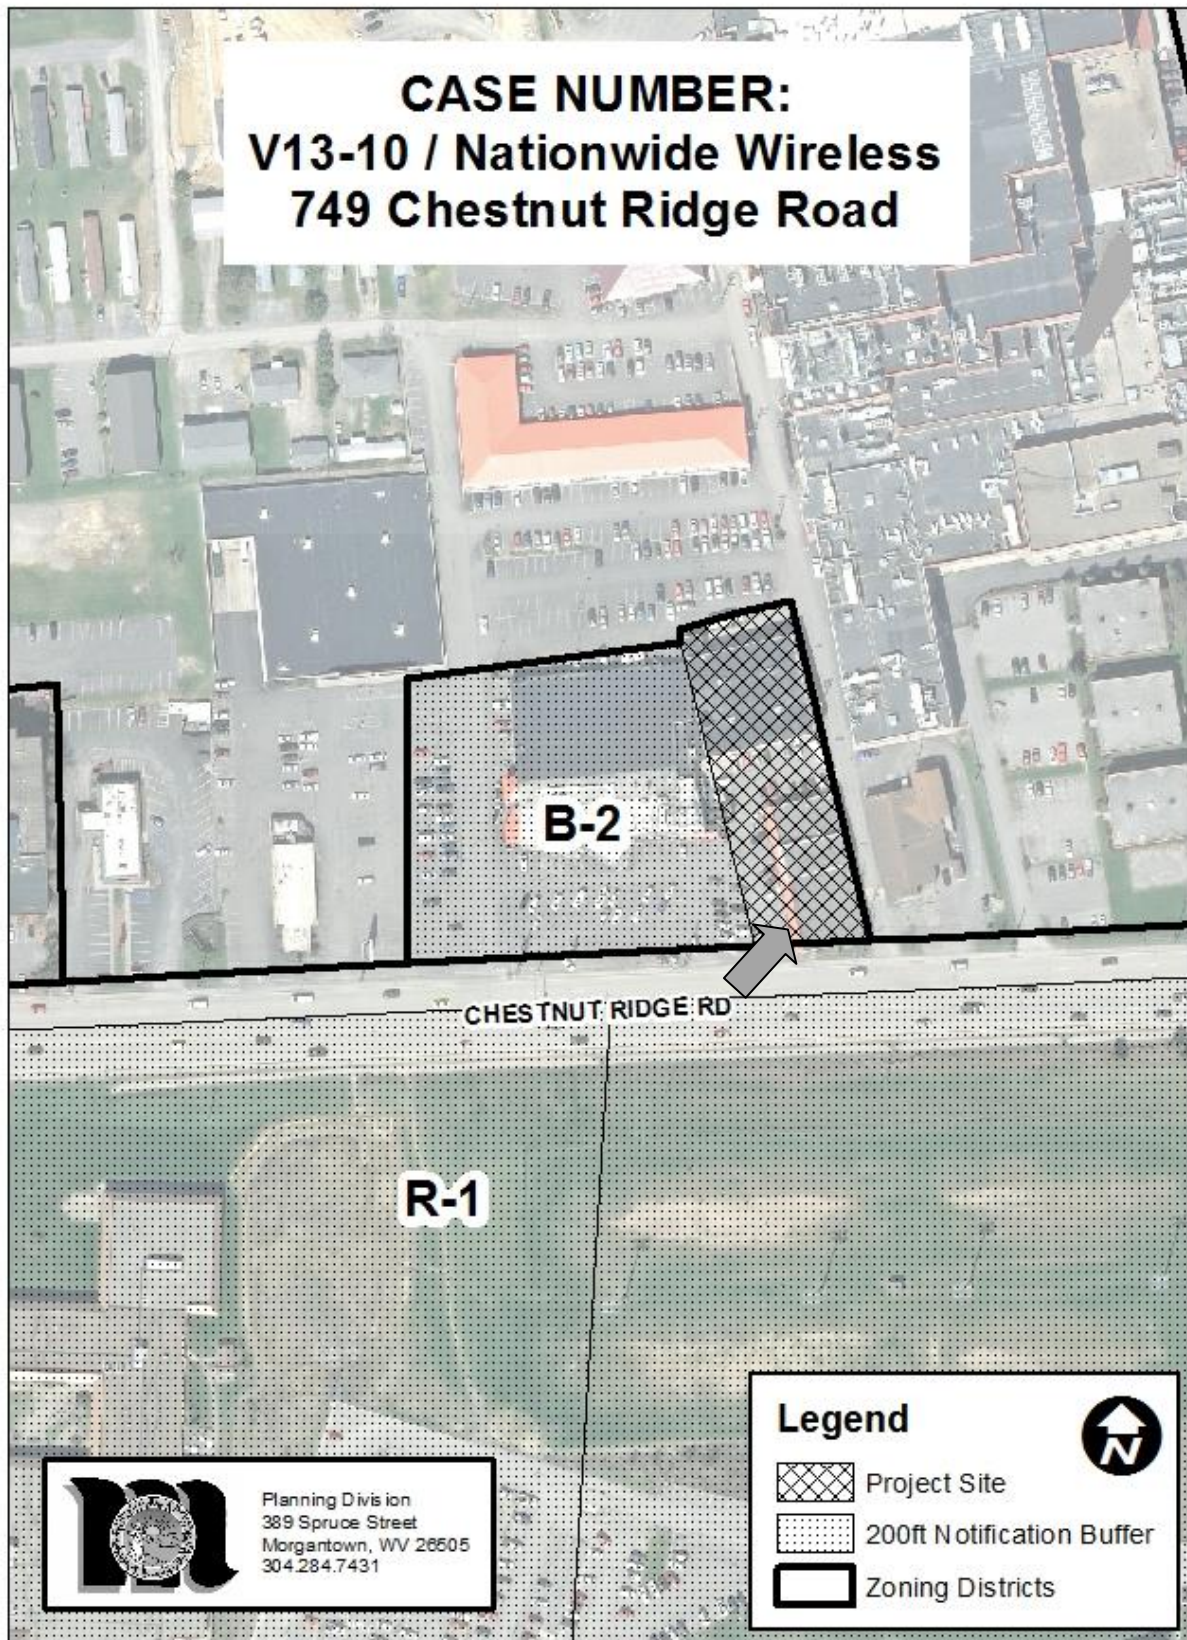 CASE NUMBER:
V13-10 / Nationwide Wireless
749 Chestnut Ridge Road
B-2
CHESTNUT RIDGE RD
R-1
Legend
N
Project Site
200ft Notification Buffer
Zoning Districts
Planning Division
389 Spruce Street
Morgantown, WV 26505
304.284.7431